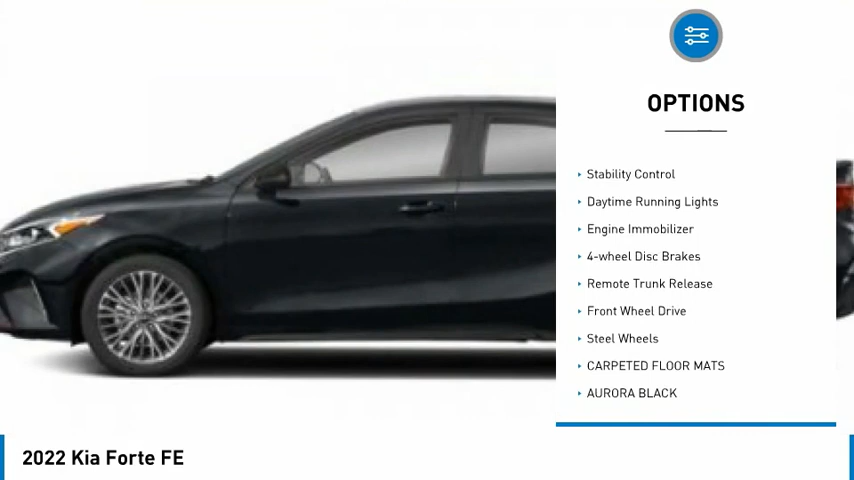 OPTIONS
Stability Control
Daytime Running Lights
Engine Immobilizer
4-wheel Disc Brakes
Remote Trunk Release
Front Wheel Drive
Steel Wheels
CARPETED FLOOR MATS
AURORA BLACK
2022 Kia Forte FE